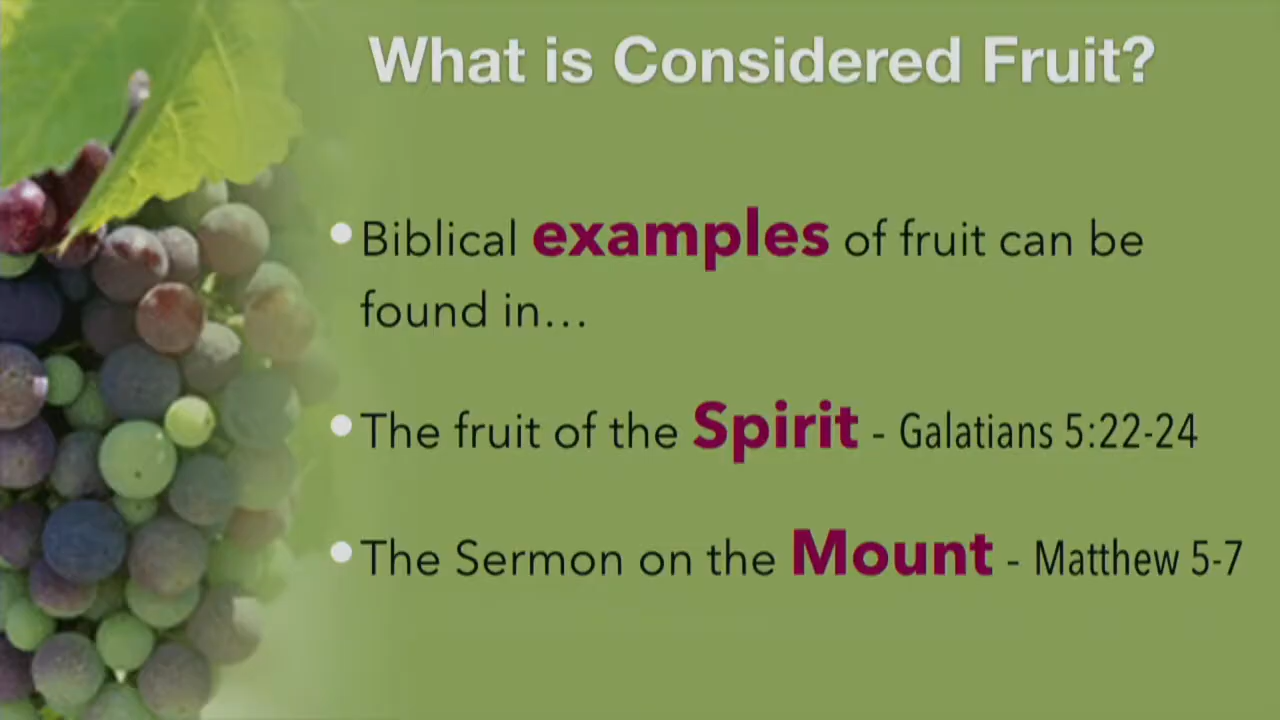 What is Considered Fruit?
• Biblical examples of fruit can be
found in…
• The fruit of the Spirit - Galatians 5:22-24
• The Sermon on the Mount - Matthew 5-7